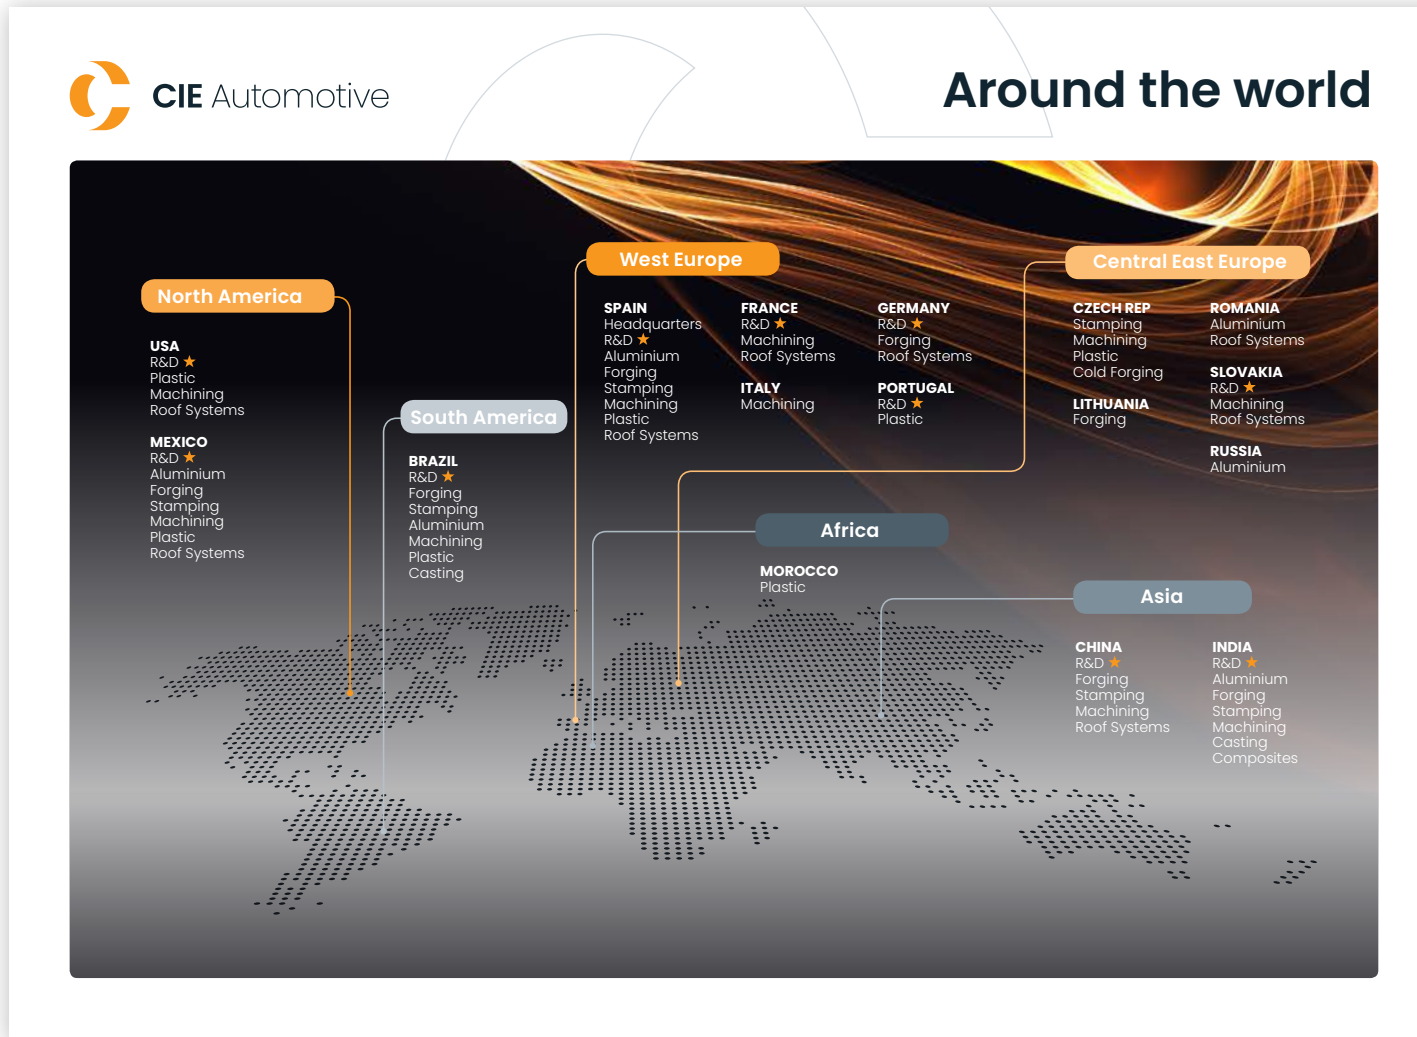 CIE Automotive
Around the world
North America
USA
R&D ★
Plastic
Machining
Roof Systems
MEXICO
R&D ★
Aluminium
Forging
Stamping
Machining
Plastic
Roof Systems
South America
BRAZIL
R&D ★
Forging
Stamping
Aluminium
Machining
Plastic
Casting
West Europe
SPAIN
Headquarters
R&D ★
Aluminium
Forging
Stamping
Machining
Plastic
Roof Systems
FRANCE
R&D ★
Machining
Roof Systems
ITALY
Machining
GERMANY
R&D ★
Forging
Roof Systems
PORTUGAL
R&D ★
Plastic
Central East Europe
CZECH REP
Stamping
Machining
Plastic
Cold Forging
LITHUANIA
Forging
ROMANIA
Aluminium
Roof Systems
SLOVAKIA
R&D ★
Machining
Roof Systems
RUSSIA
Aluminium
Africa
MOROCCO
Plastic
Asia
CHINA
R&D ★
Forging
Stamping
Machining
Roof Systems
INDIA
R&D ★
Aluminium
Forging
Stamping
Machining
Casting
Composites